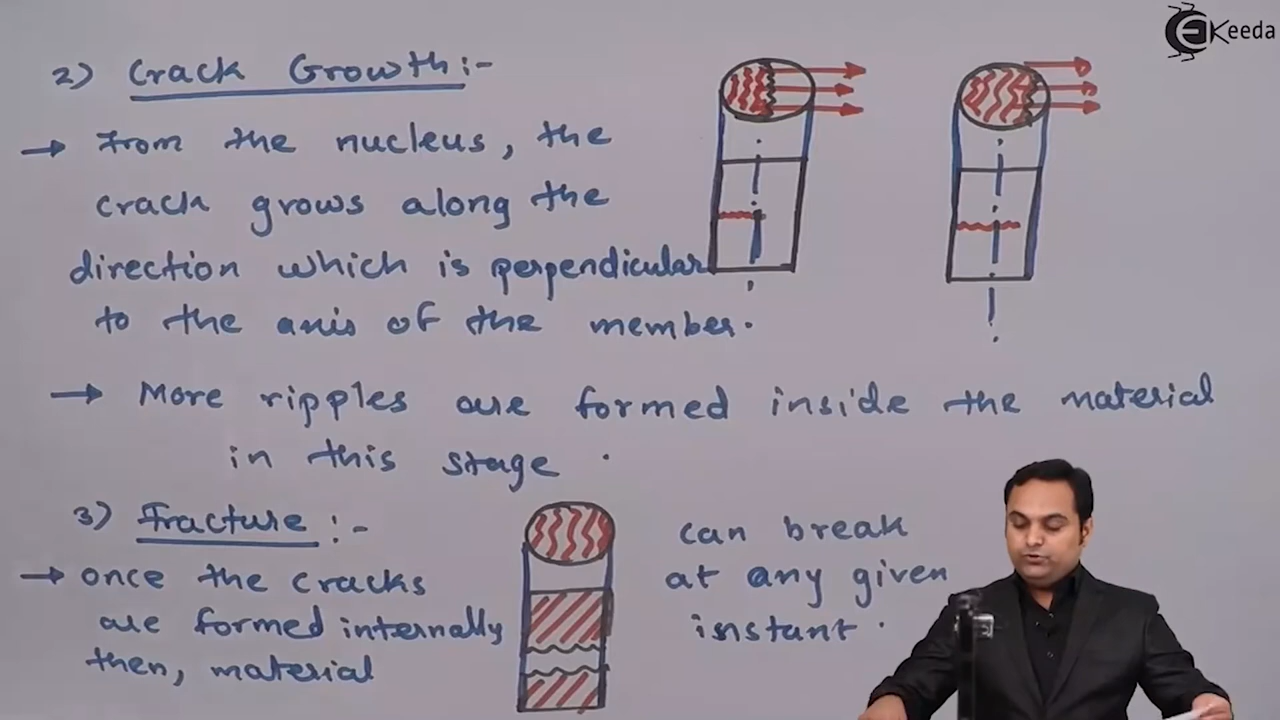 Ekeeda
2) Crack Growth:-
→ From the nucleus, the
crack grows along the
direction which is perpendicular
to the axis of the member.
→ More ripples are formed inside the material
in this stage.
3) Fracture:-
→ once the cracks
are formed internally
then, material
can break
at any given
instant.